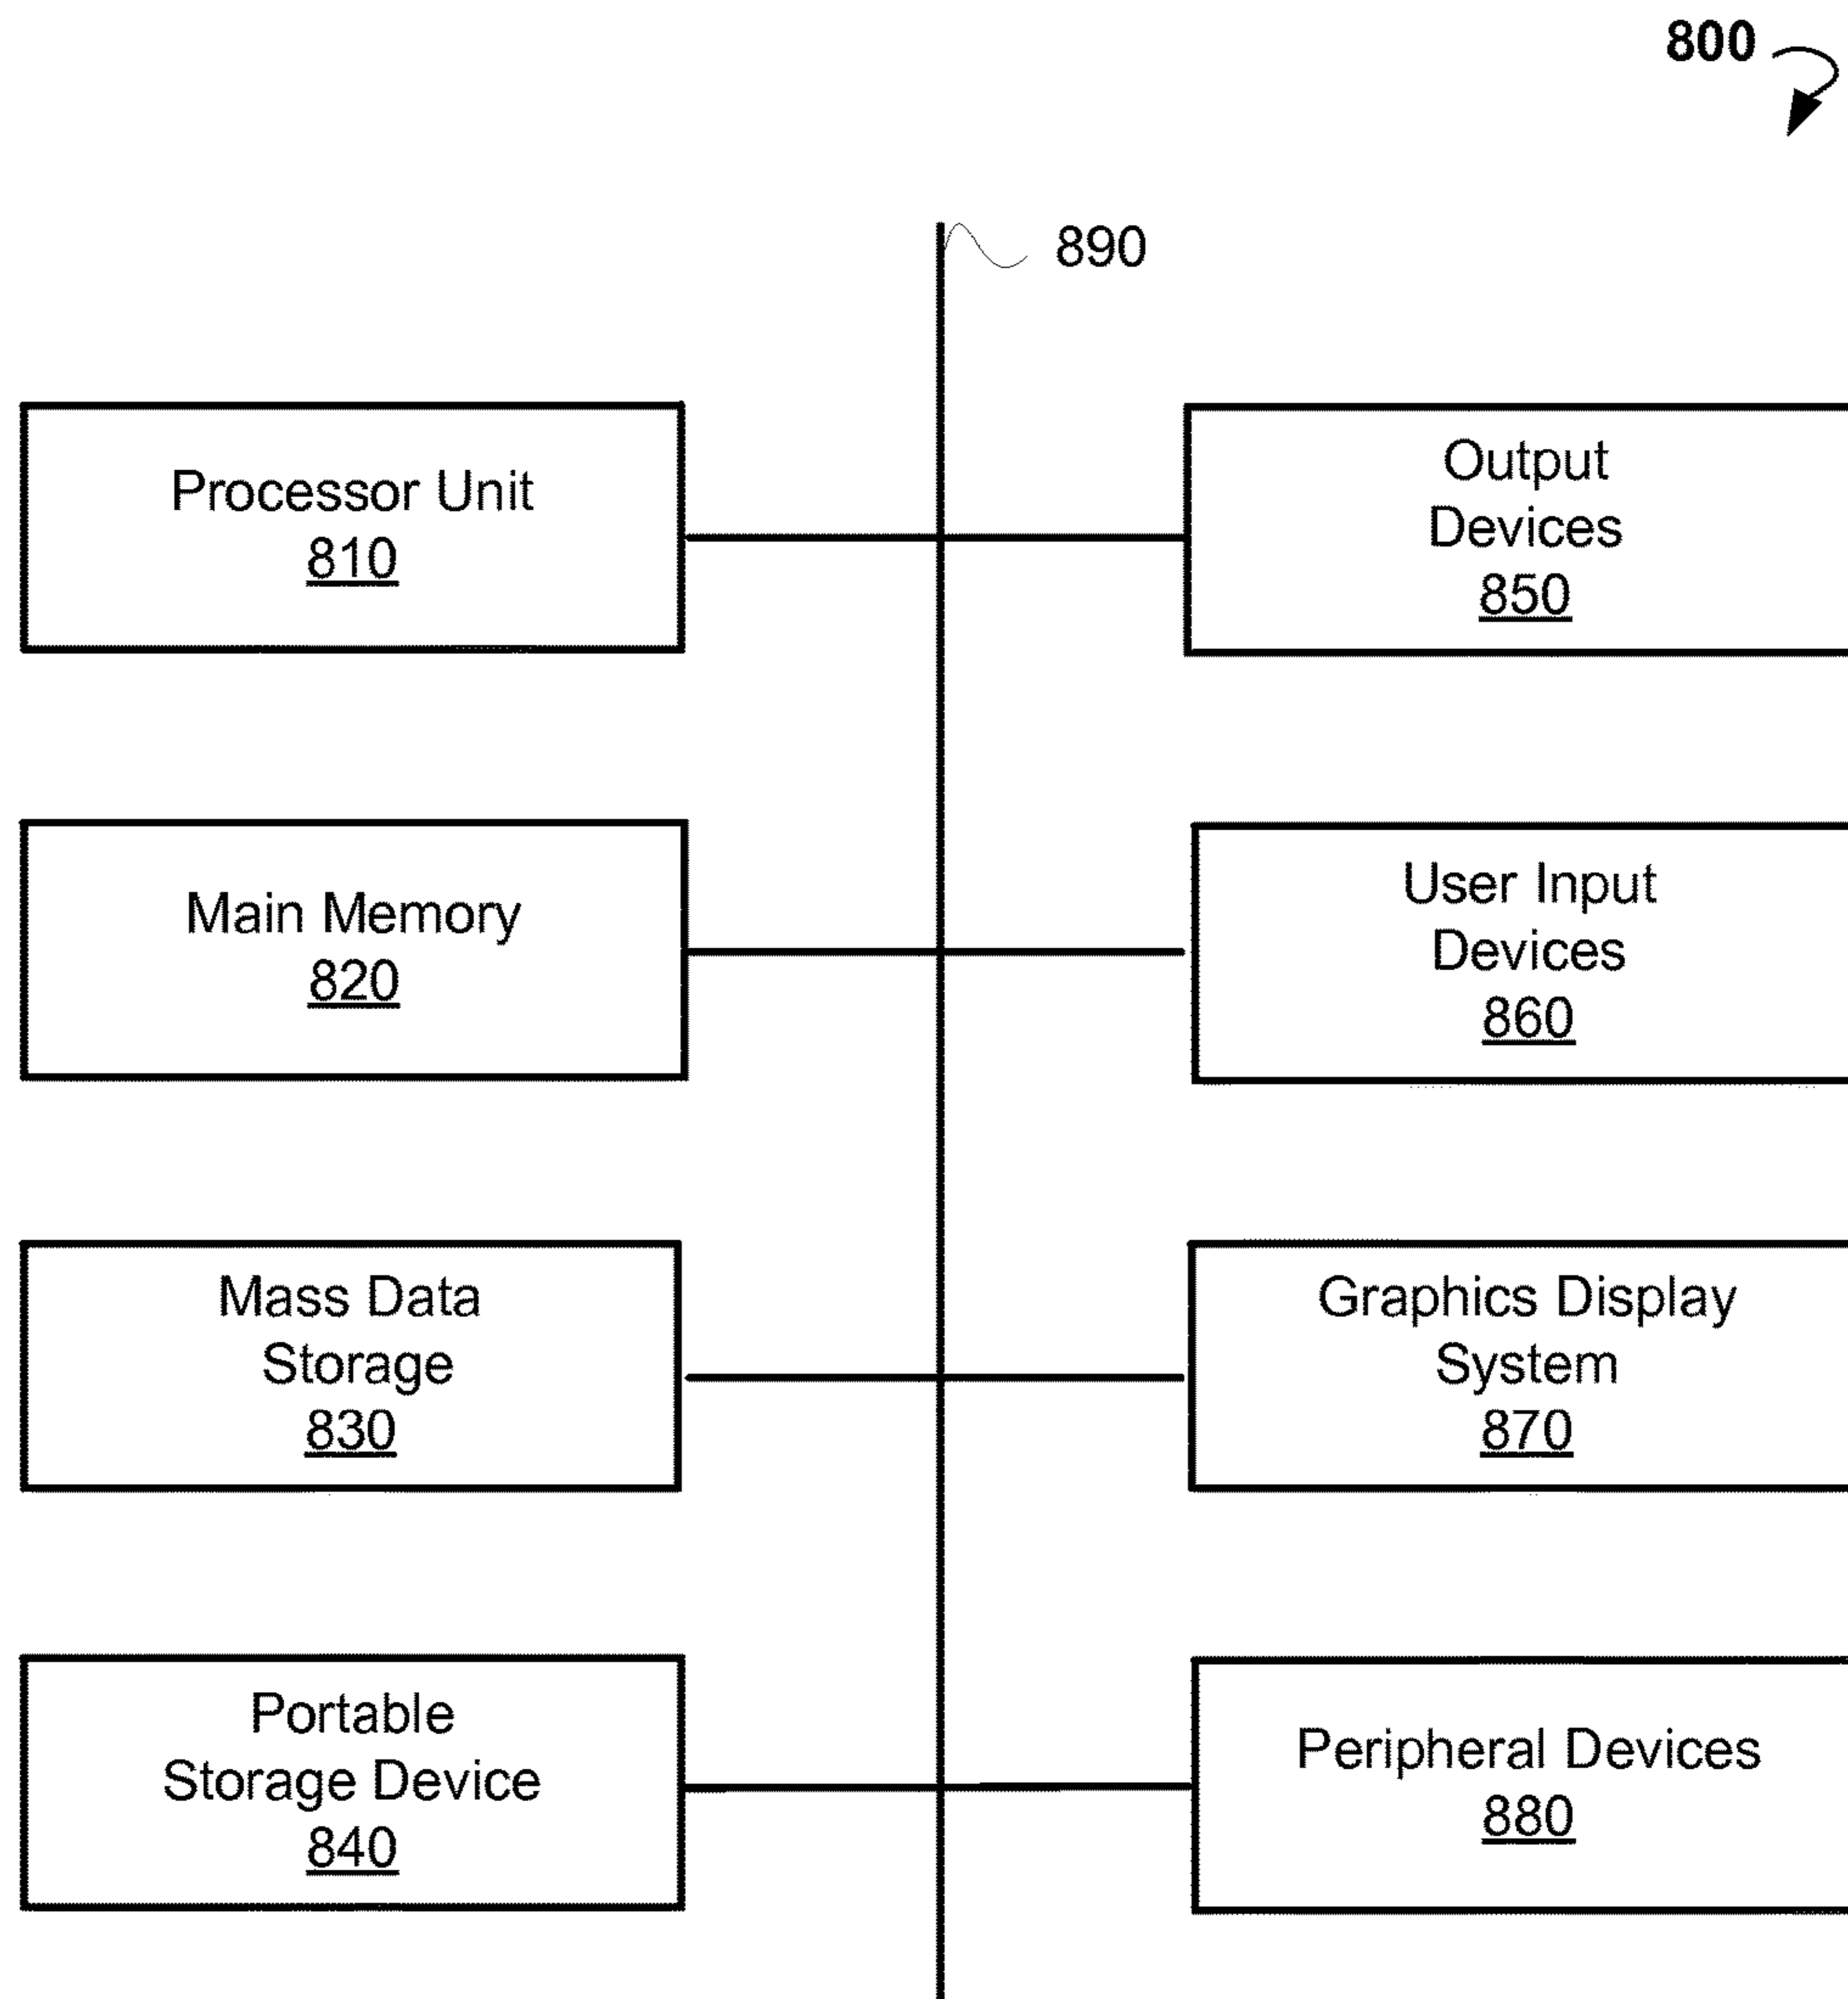 800
890
Processor Unit
810
Output
Devices
850
Main Memory
820
User Input
Devices
860
Mass Data
Storage
830
Graphics Display
System
870
Portable
Storage Device
840
Peripheral Devices
880